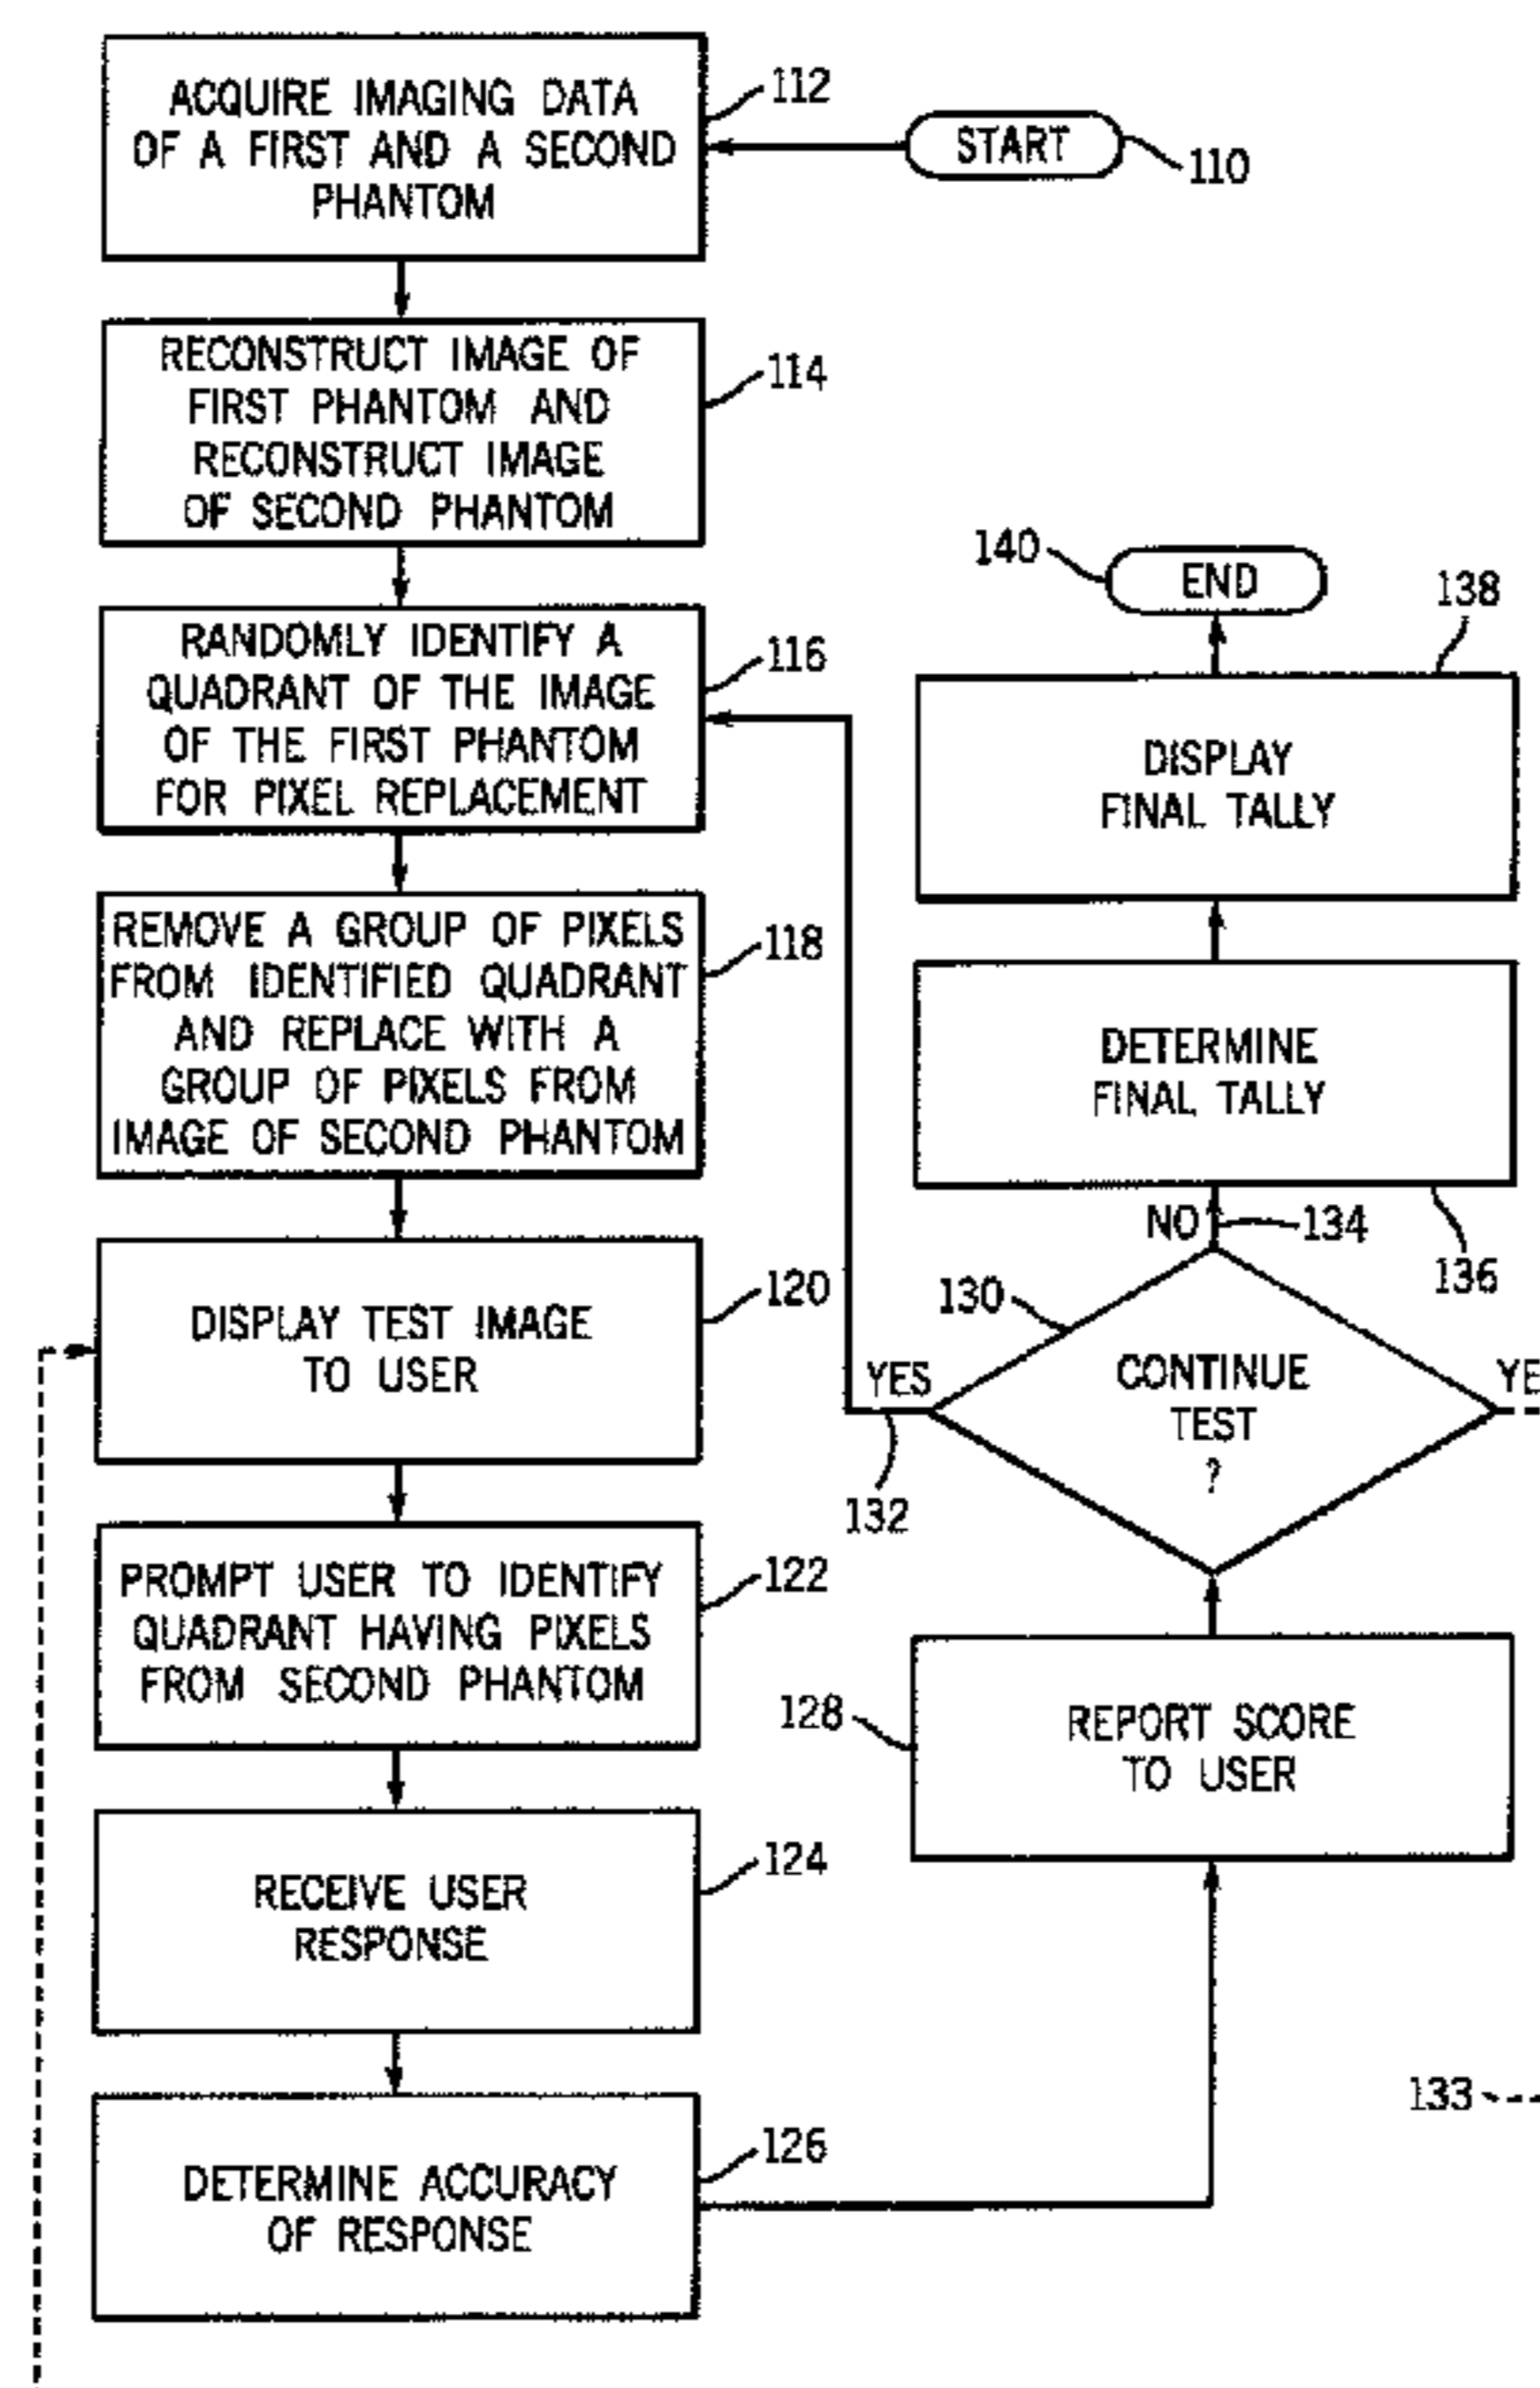 ACQUIRE IMAGING DATA
OF A FIRST AND A SECOND
PHANTOM
112
START
110
RECONSTRUCT IMAGE OF
FIRST PHANTOM AND
RECONSTRUCT IMAGE
OF SECOND PHANTOM
114
RANDOMLY IDENTIFY A
QUADRANT OF THE IMAGE
OF THE FIRST PHANTOM
FOR PIXEL REPLACEMENT
116
REMOVE A GROUP OF PIXELS
FROM IDENTIFIED QUADRANT
AND REPLACE WITH A
GROUP OF PIXELS FROM
IMAGE OF SECOND PHANTOM
118
DISPLAY TEST IMAGE
TO USER
120
PROMPT USER TO IDENTIFY
QUADRANT HAVING PIXELS
FROM SECOND PHANTOM
122
RECEIVE USER
RESPONSE
124
DETERMINE ACCURACY
OF RESPONSE
126
REPORT SCORE
TO USER
128
CONTINUE
TEST
?
130
YES
132
YE
133
NO
134
DETERMINE
FINAL TALLY
136
DISPLAY
FINAL TALLY
138
END
140